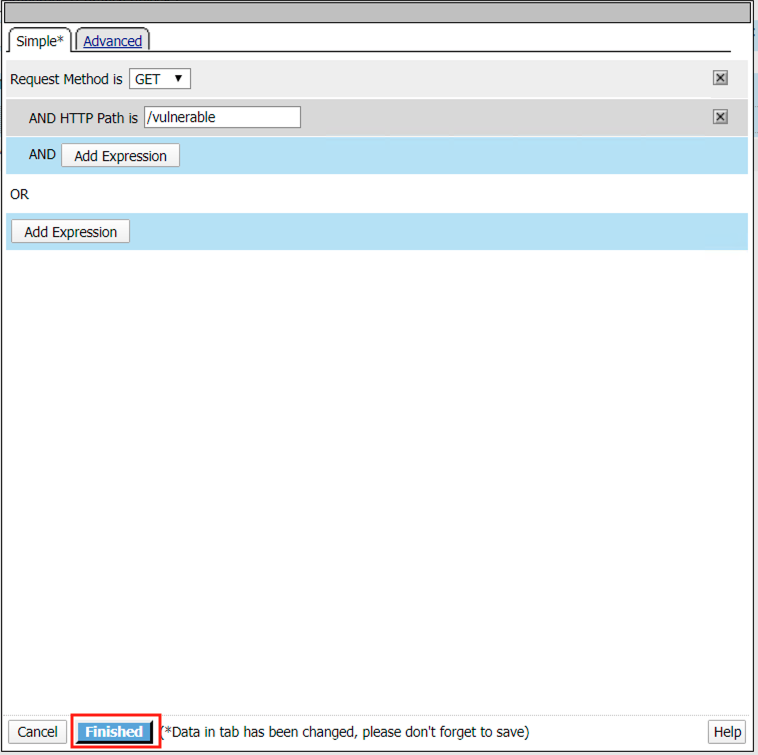 Simple* Advanced
Request Method is GET ▼
AND HTTP Path is /vulnerable
AND Add Expression
OR
Add Expression
Cancel Finished (*Data in tab has been changed, please don't forget to save) Help